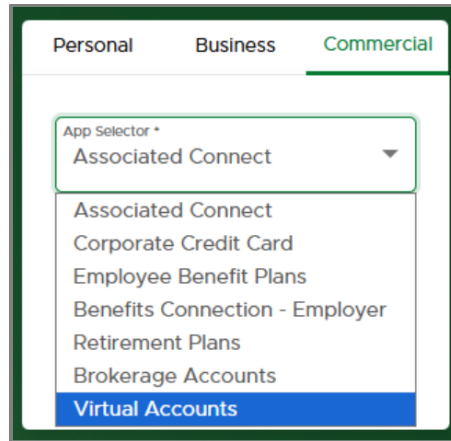 Personal Business Commercial
App Selector *
Associated Connect
Associated Connect
Corporate Credit Card
Employee Benefit Plans
Benefits Connection - Employer
Retirement Plans
Brokerage Accounts
Virtual Accounts